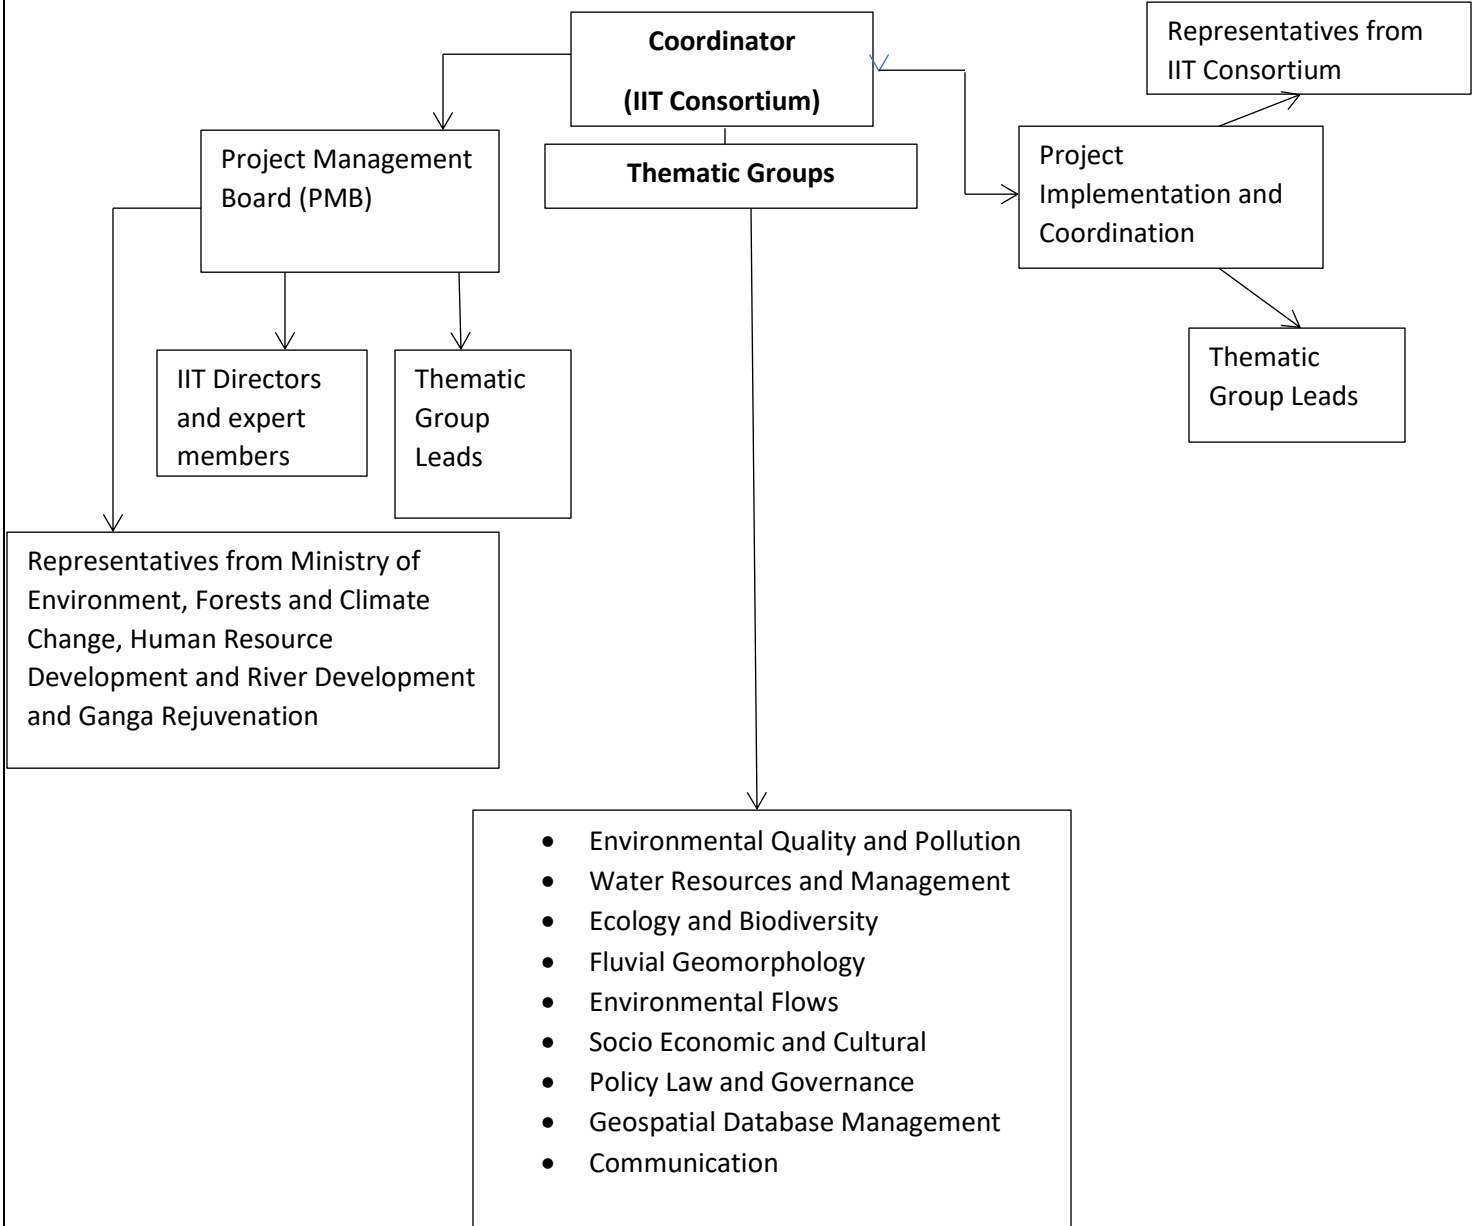 Coordinator
(IIT Consortium)
Representatives from
IIT Consortium
Project Management
Board (PMB)
Thematic Groups
Project
Implementation and
Coordination
IIT Directors
and expert
members
Thematic
Group
Leads
Thematic
Group Leads
Representatives from Ministry of
Environment, Forests and Climate
Change, Human Resource
Development and River Development
and Ganga Rejuvenation
• Environmental Quality and Pollution
• Water Resources and Management
• Ecology and Biodiversity
• Fluvial Geomorphology
• Environmental Flows
• Socio Economic and Cultural
• Policy Law and Governance
• Geospatial Database Management
• Communication